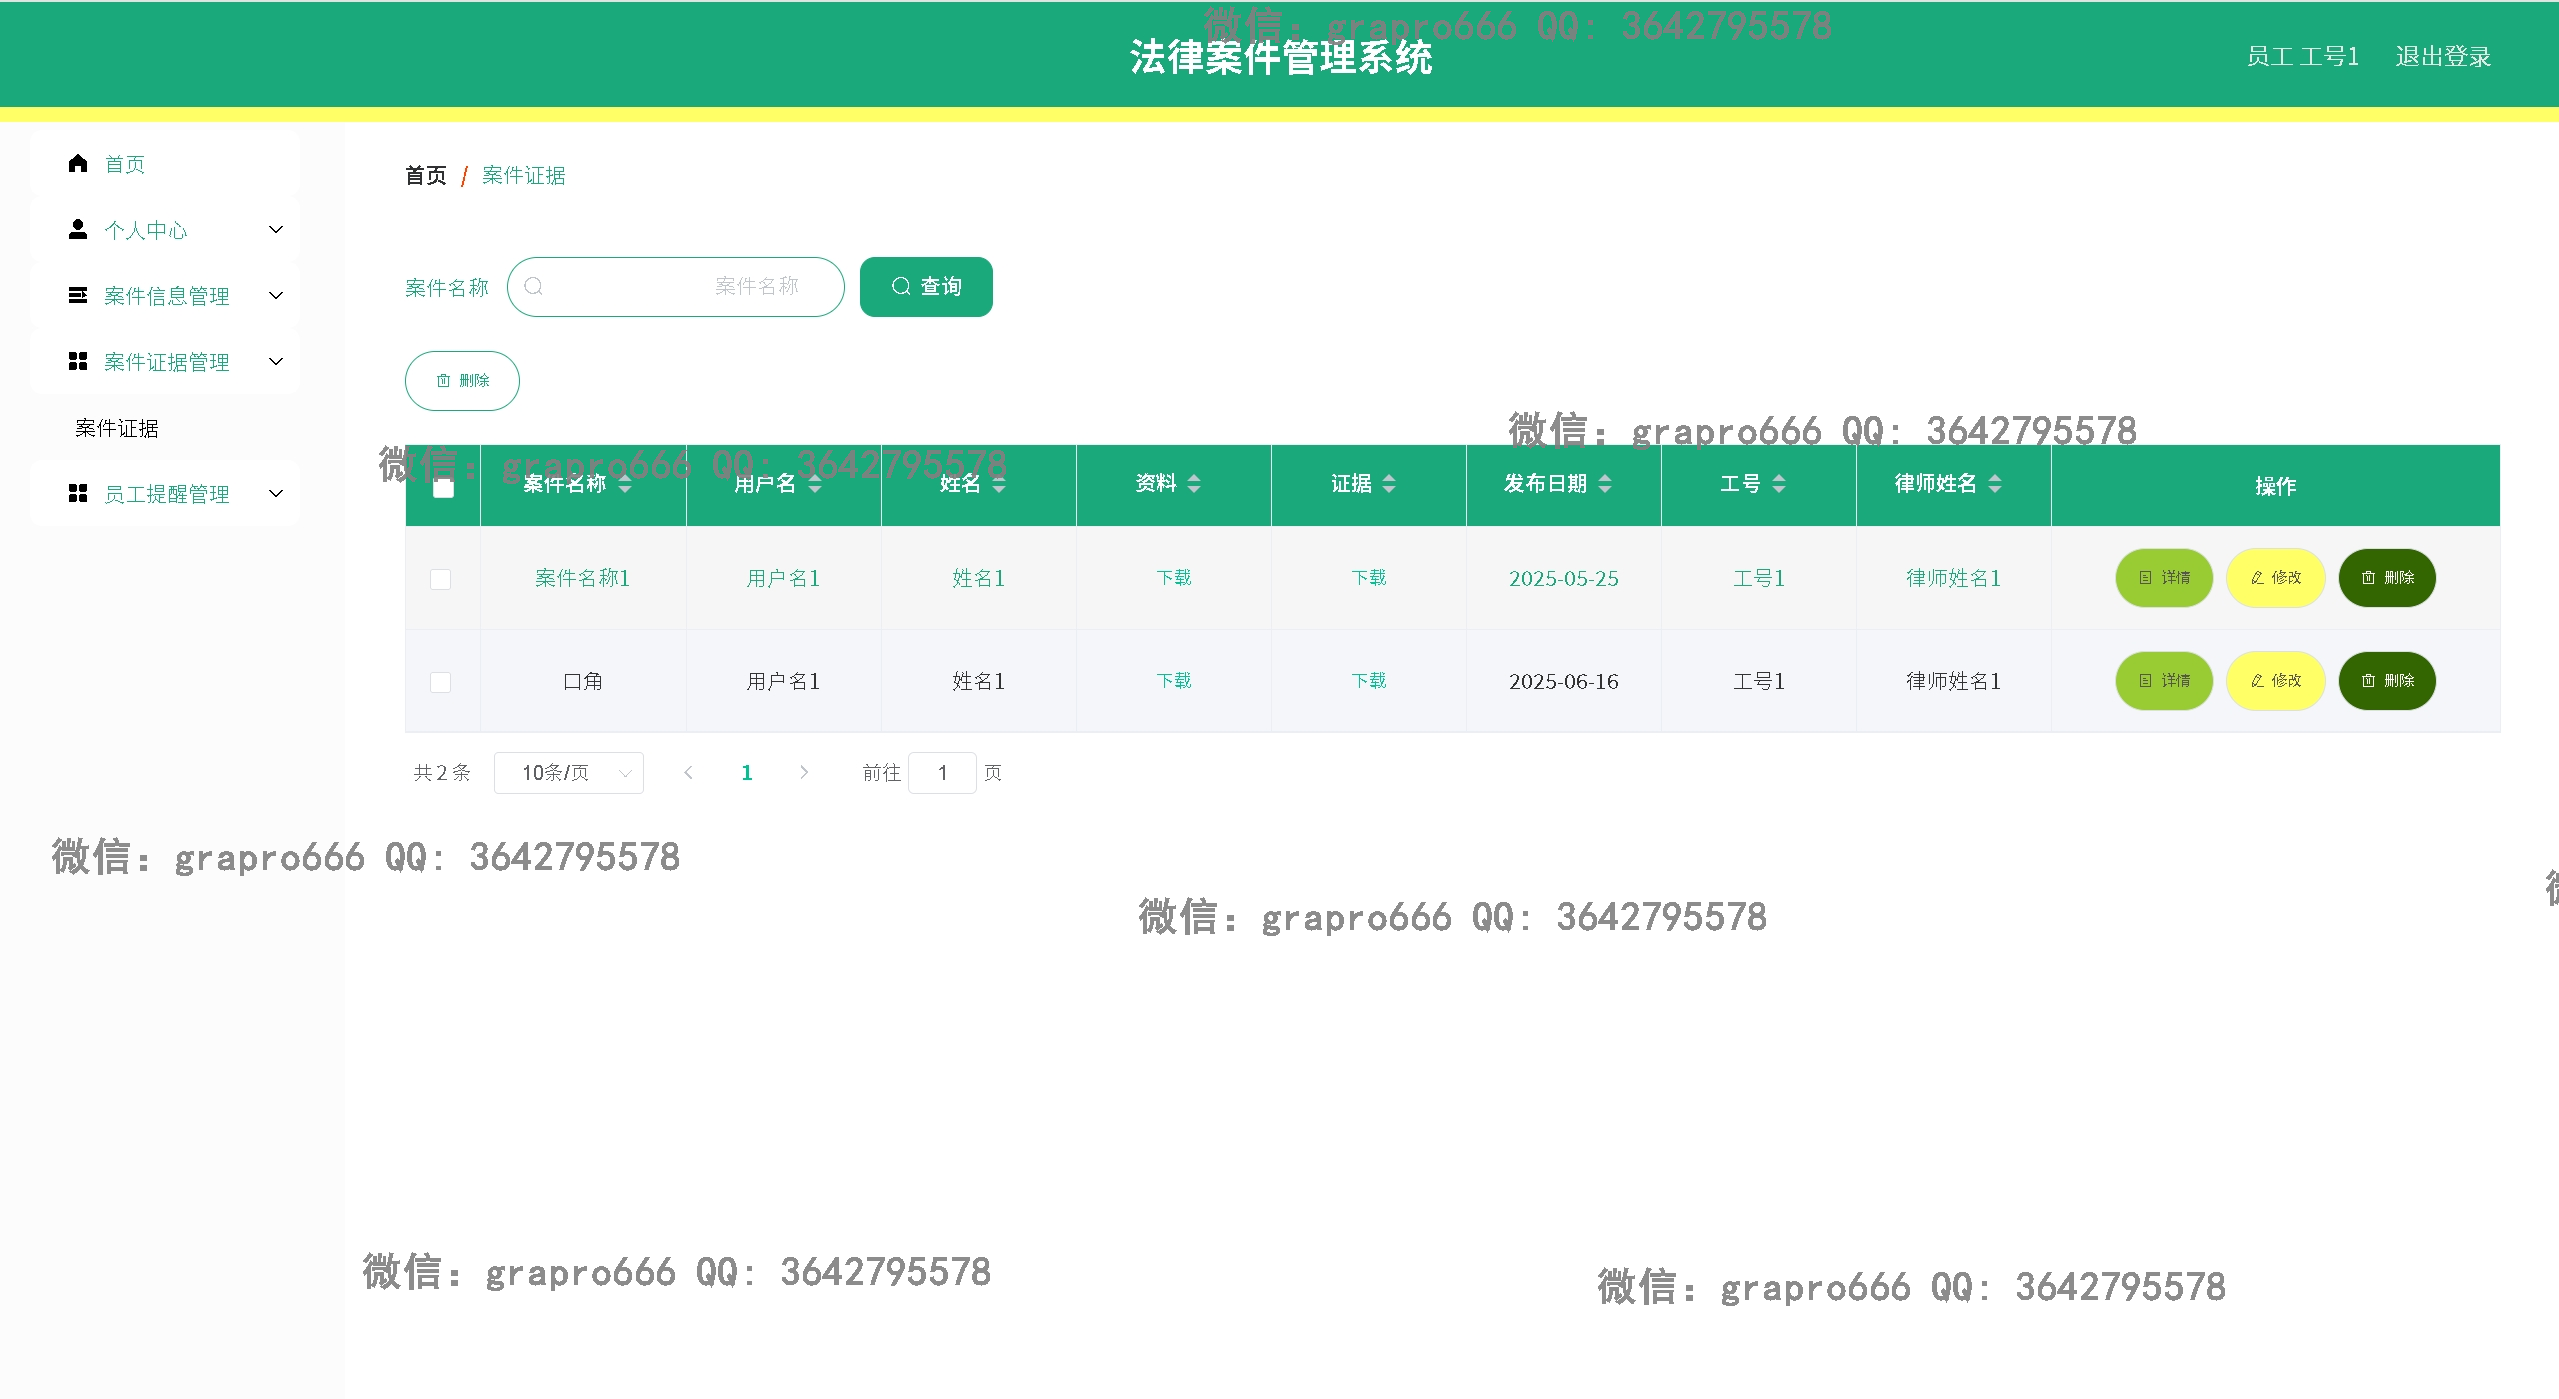 微信: grapro666 QQ: 3642795578
法律案件管理系统
员工 工号1 退出登录
首页
个人中心
案件信息管理
案件证据管理
案件证据
员工提醒管理
首页 / 案件证据
案件名称 案件名称 查询
删除
微信: grapro666 QQ: 3642795578
微信: grapro666 QQ: 3642795578
案件名称 用户名 姓名 资料 证据 发布日期 工号 律师姓名 操作
案件名称1 用户名1 姓名1 下载 下载 2025-05-25 工号1 律师姓名1 详情 修改 删除
口角 用户名1 姓名1 下载 下载 2025-06-16 工号1 律师姓名1 详情 修改 删除
共 2 条 10条/页 1 前往 1 页
微信: grapro666 QQ: 3642795578
微信: grapro666 QQ: 3642795578
微信: grapro666 QQ: 3642795578
微信: grapro666 QQ: 3642795578